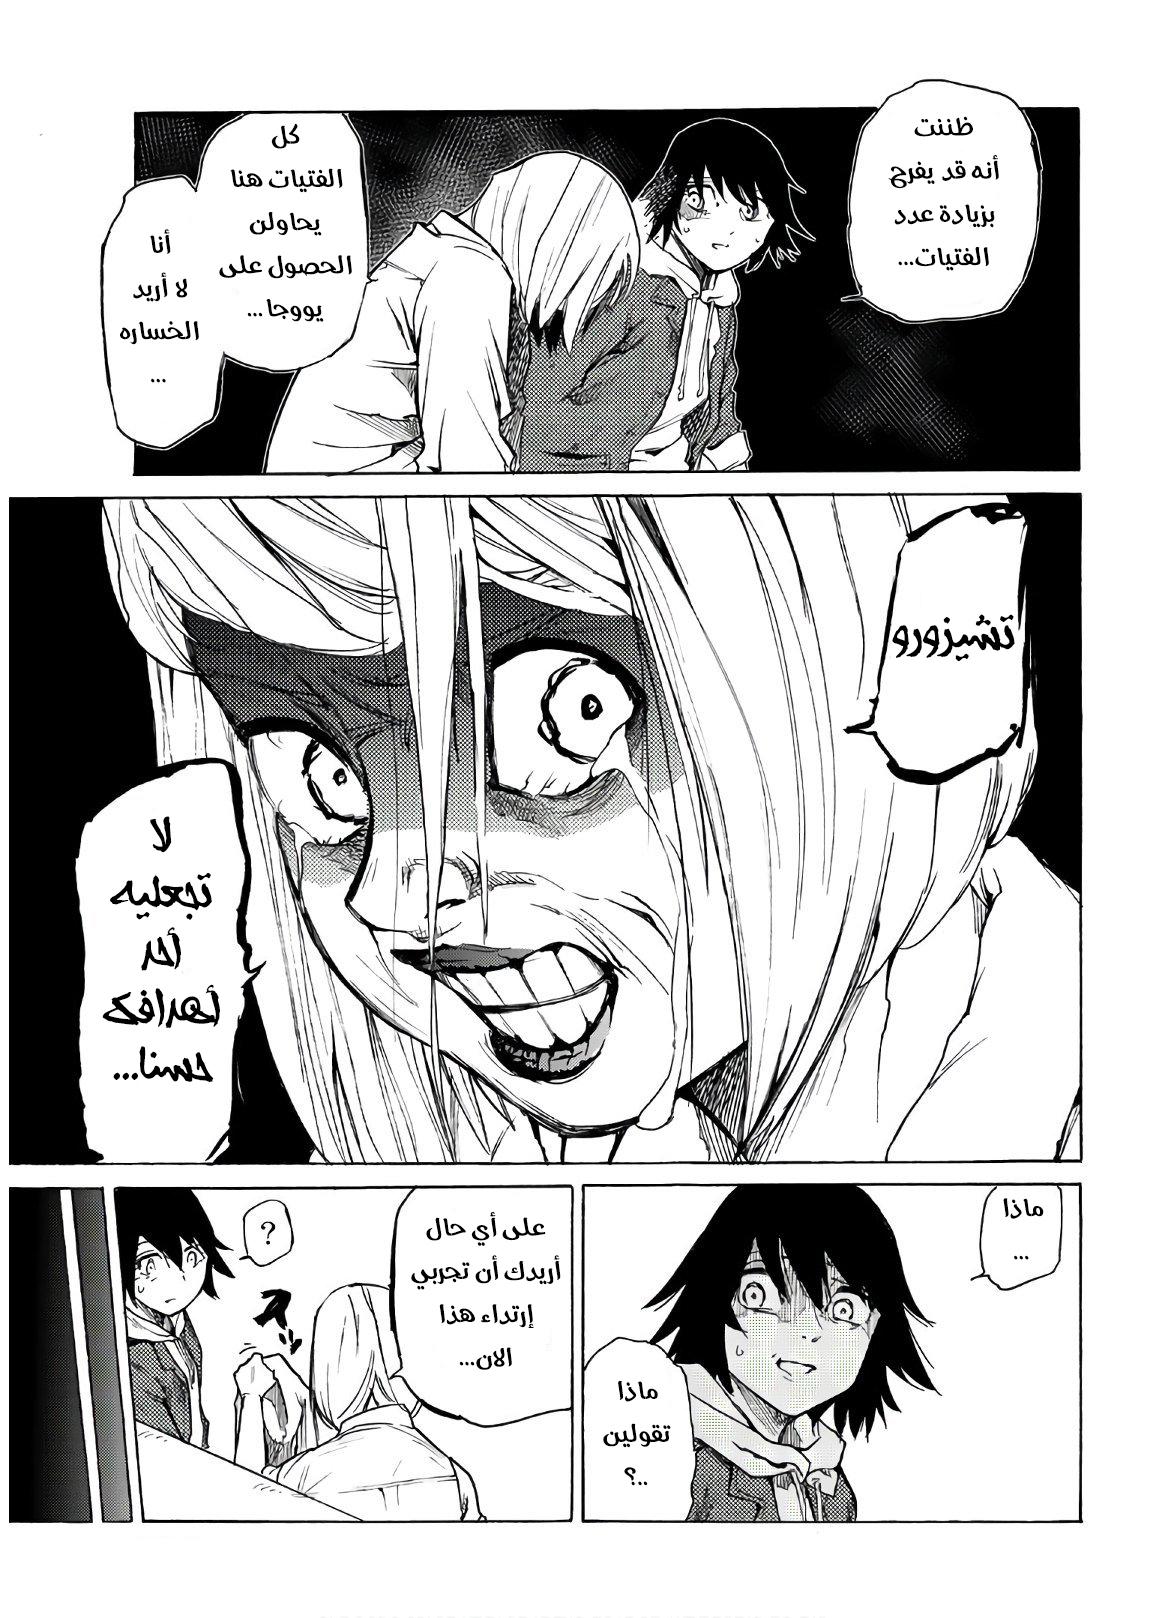 ظننت
أنه قد يفرح
بزيادة عدد
الفتيات...
كل
الفتيات هنا
يحاولن
الحصول على
يووجا...
أنا
لا أريد
الخساره
...
تشيزورو
لا
تجعليه
أحد
أهدافك
حسنا...
ماذا
...
ماذا
تقولين
..؟
على أي حال
أريدك أن تجربي
إرتداء هذا
الان...
?